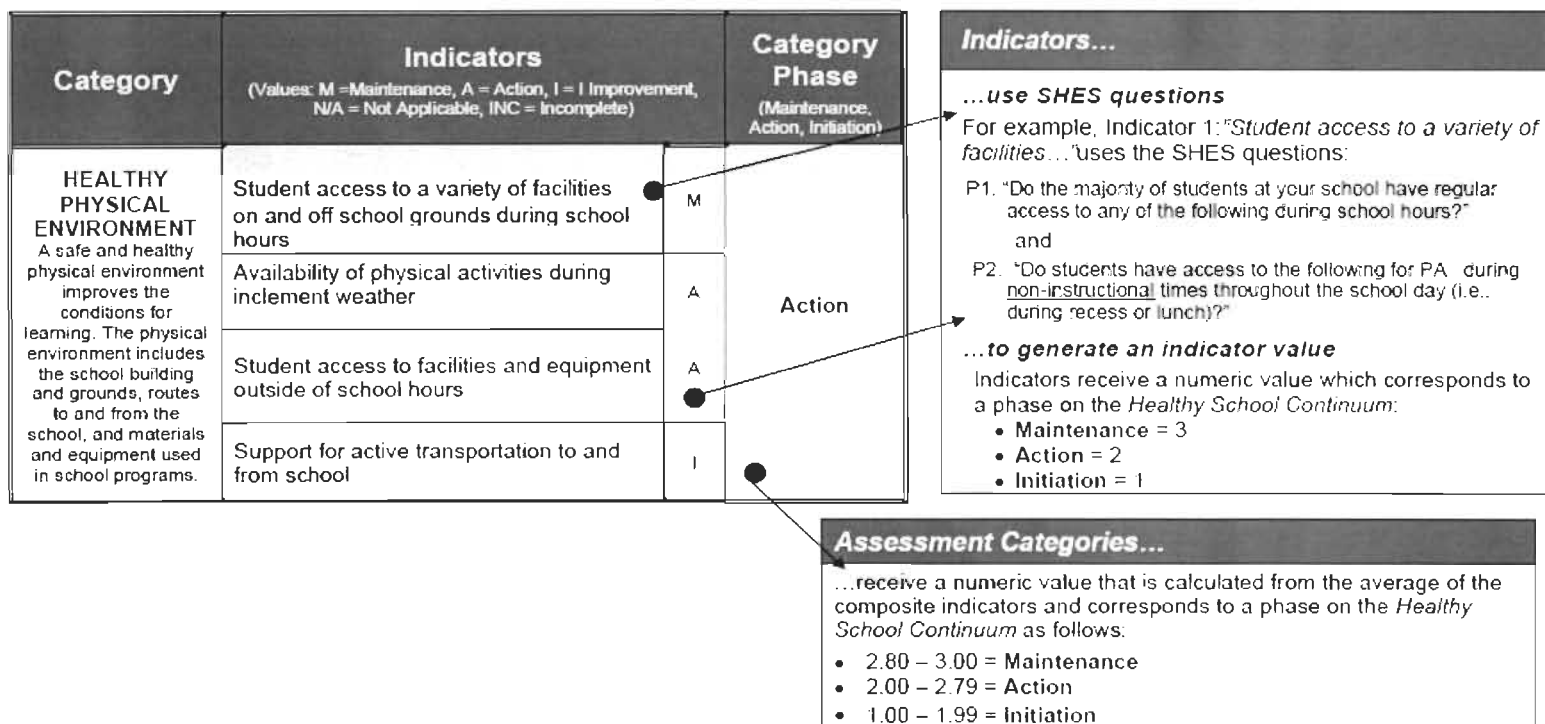 Category
Indicators
(Values: M =Maintenance, A = Action, I = I Improvement,
N/A = Not Applicable, INC = Incomplete)
Category
Phase
(Maintenance,
Action, Initiation)
HEALTHY
PHYSICAL
ENVIRONMENT
A safe and healthy
physical environment
improves the
conditions for
learning. The physical
environment includes
the school building
and grounds, routes
to and from the
school, and materials
and equipment used
in school programs.
Student access to a variety of facilities
on and off school grounds during school
hours
M
Availability of physical activities during
inclement weather
A
Student access to facilities and equipment
outside of school hours
A
Support for active transportation to and
from school
I
Action
Indicators...
...use SHES questions
For example, Indicator 1:"Student access to a variety of
facilities..."uses the SHES questions:
P1. "Do the majority of students at your school have regular
access to any of the following during school hours?"
and
P2. "Do students have access to the following for PA during
non-instructional times throughout the school day (i.e..
during recess or lunch)?"
...to generate an indicator value
Indicators receive a numeric value which corresponds to
a phase on the Healthy School Continuum:
• Maintenance = 3
• Action = 2
• Initiation = 1
Assessment Categories...
...receive a numeric value that is calculated from the average of the
composite indicators and corresponds to a phase on the Healthy
School Continuum as follows:
• 2.80 – 3.00 = Maintenance
• 2.00 – 2.79 = Action
• 1.00 – 1.99 = Initiation